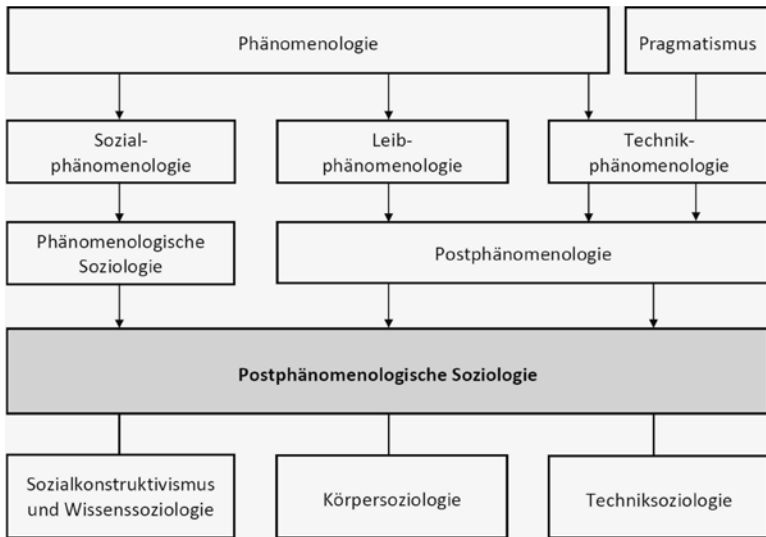 Phänomenologie
Pragmatismus
Sozial-
phänomenologie
Leib-
phänomenologie
Technik-
phänomenologie
Phänomenologische
Soziologie
Postphänomenologie
Postphänomenologische Soziologie
Sozialkonstruktivismus
und Wissenssoziologie
Körpersoziologie
Techniksoziologie